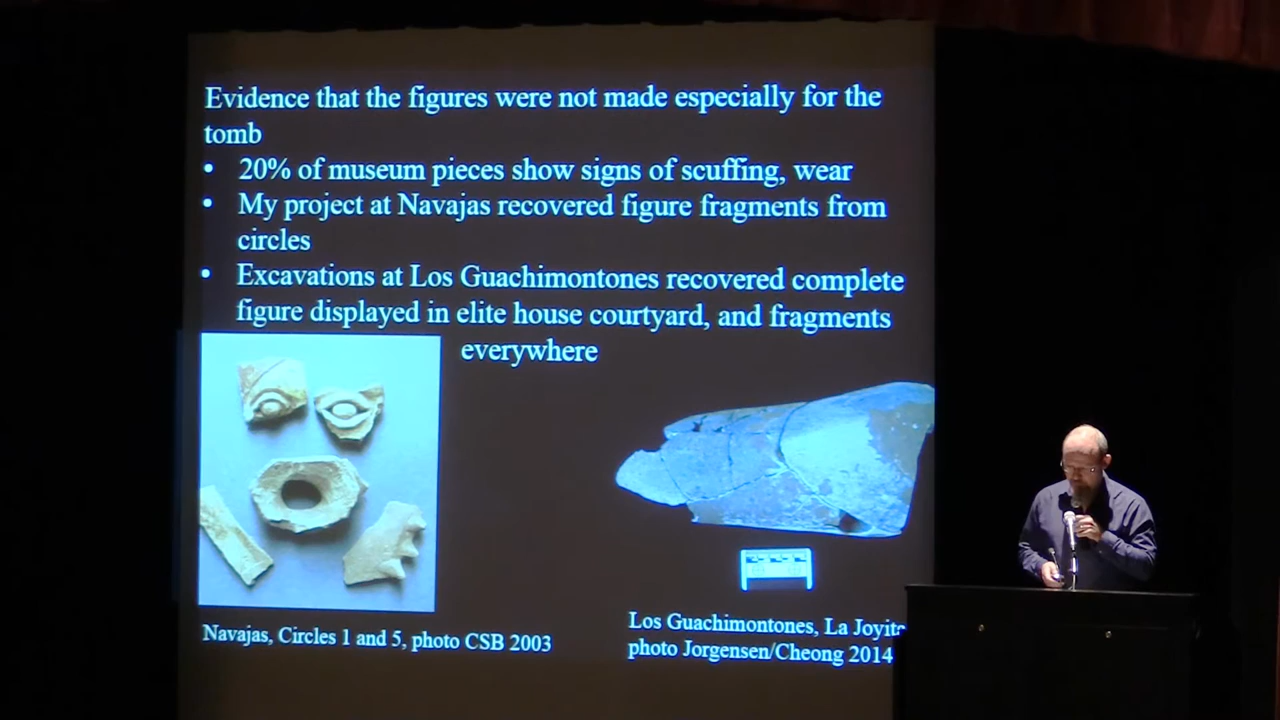 Evidence that the figures were not made especially for the
tomb
• 20% of museum pieces show signs of scuffing, wear
• My project at Navajas recovered figure fragments from
circles
• Excavations at Los Guachimontones recovered complete
figure displayed in elite house courtyard, and fragments
everywhere
Navajas, Circles 1 and 5, photo CSB 2003
Los Guachimontones, La Joyita
photo Jorgensen/Cheong 2014